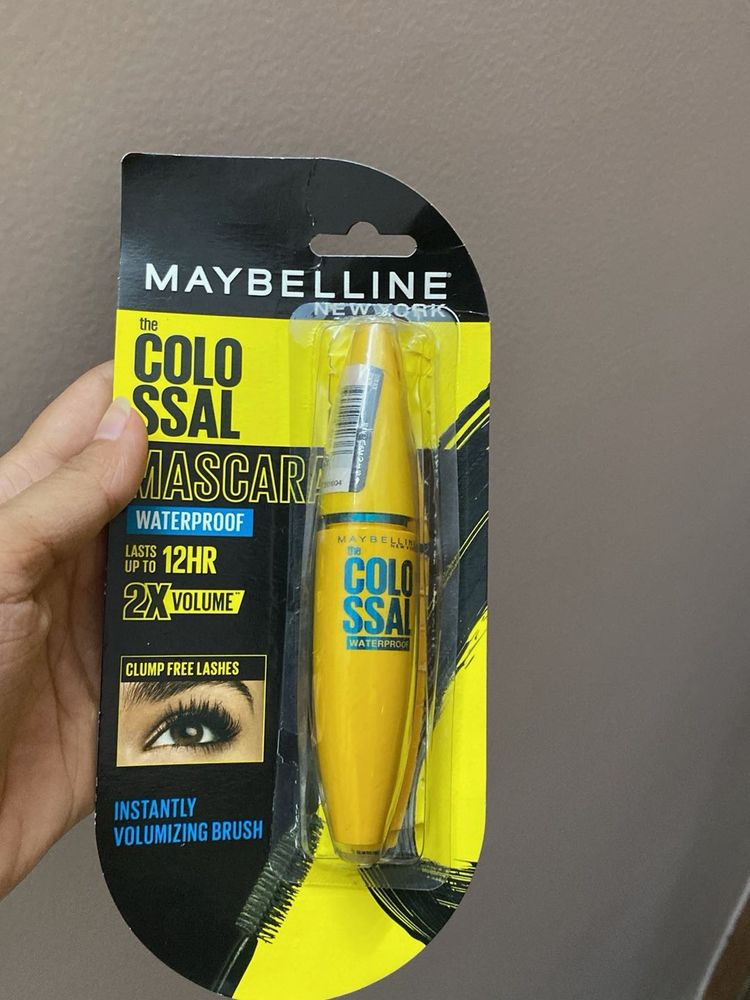 MAYBELLINE
NEW YORK
the
COLO
SSAL
MASCARA
WATERPROOF
LASTS
UP TO 12HR
2X VOLUME
CLUMP FREE LASHES
INSTANTLY
VOLUMIZING BRUSH
MAYBELLINE
NEW YORK
the
COLO
SSAL
WATERPROOF